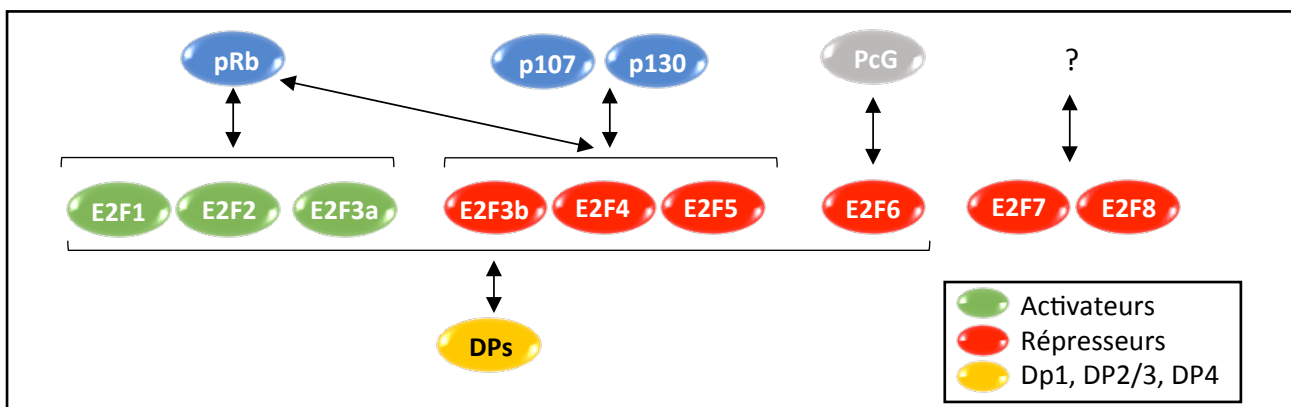 pRb p107 p130 PcG ?
E2F1 E2F2 E2F3a E2F3b E2F4 E2F5 E2F6 E2F7 E2F8
DPs
Activateurs
Répresseurs
Dp1, DP2/3, DP4